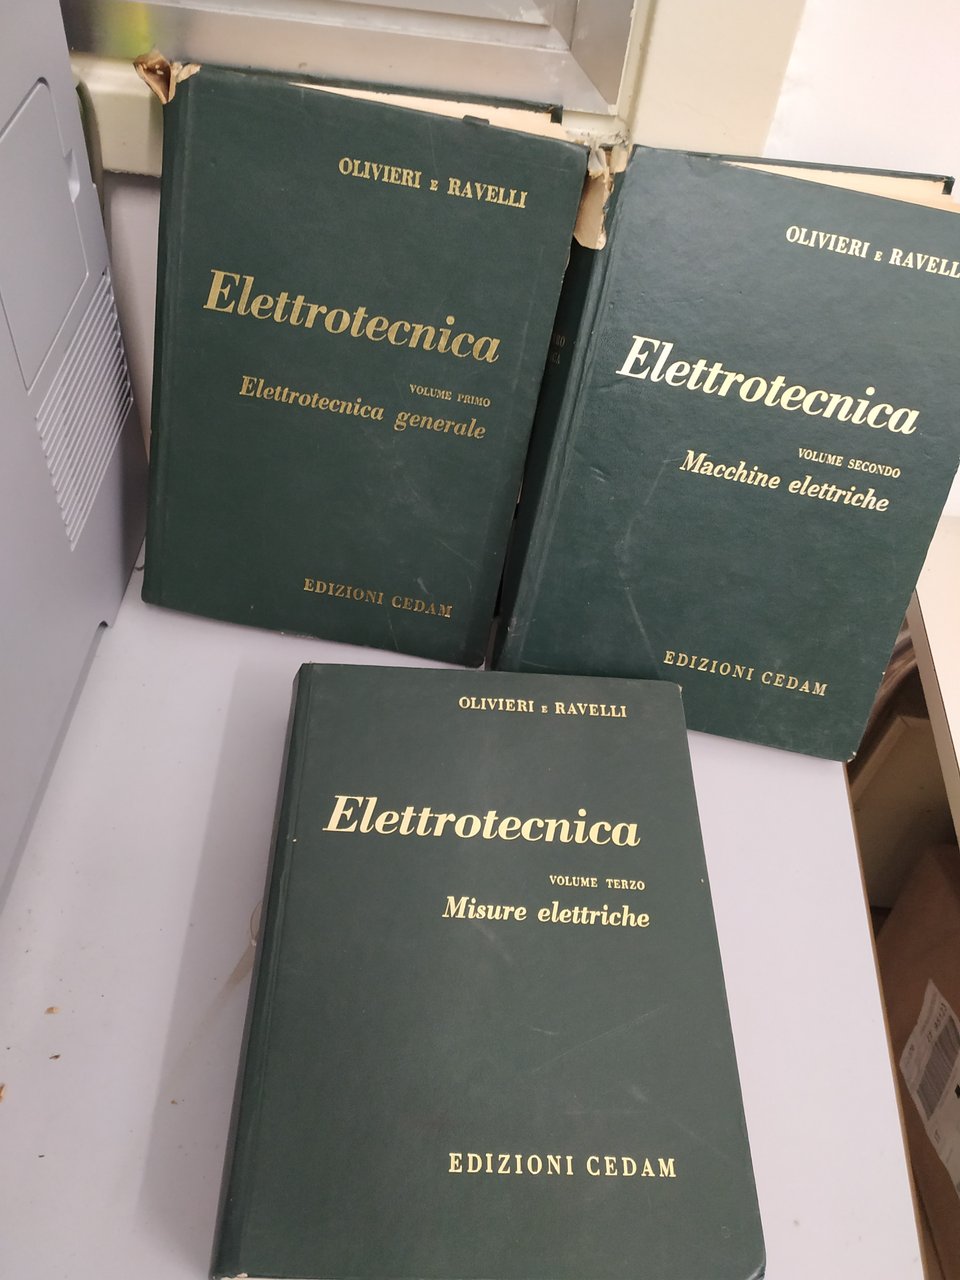 OLIVIERI E RAVELLI
Elettrotecnica
VOLUME PRIMO
Elettrotecnica generale
EDIZIONI CEDAM
OLIVIERI E RAVELL
Elettrotecnica
VOLUME SECONDO
Macchine elettriche
EDIZIONI CEDAM
OLIVIERI E RAVELLI
Elettrotecnica
VOLUME TERZO
Misure elettriche
EDIZIONI CEDAM